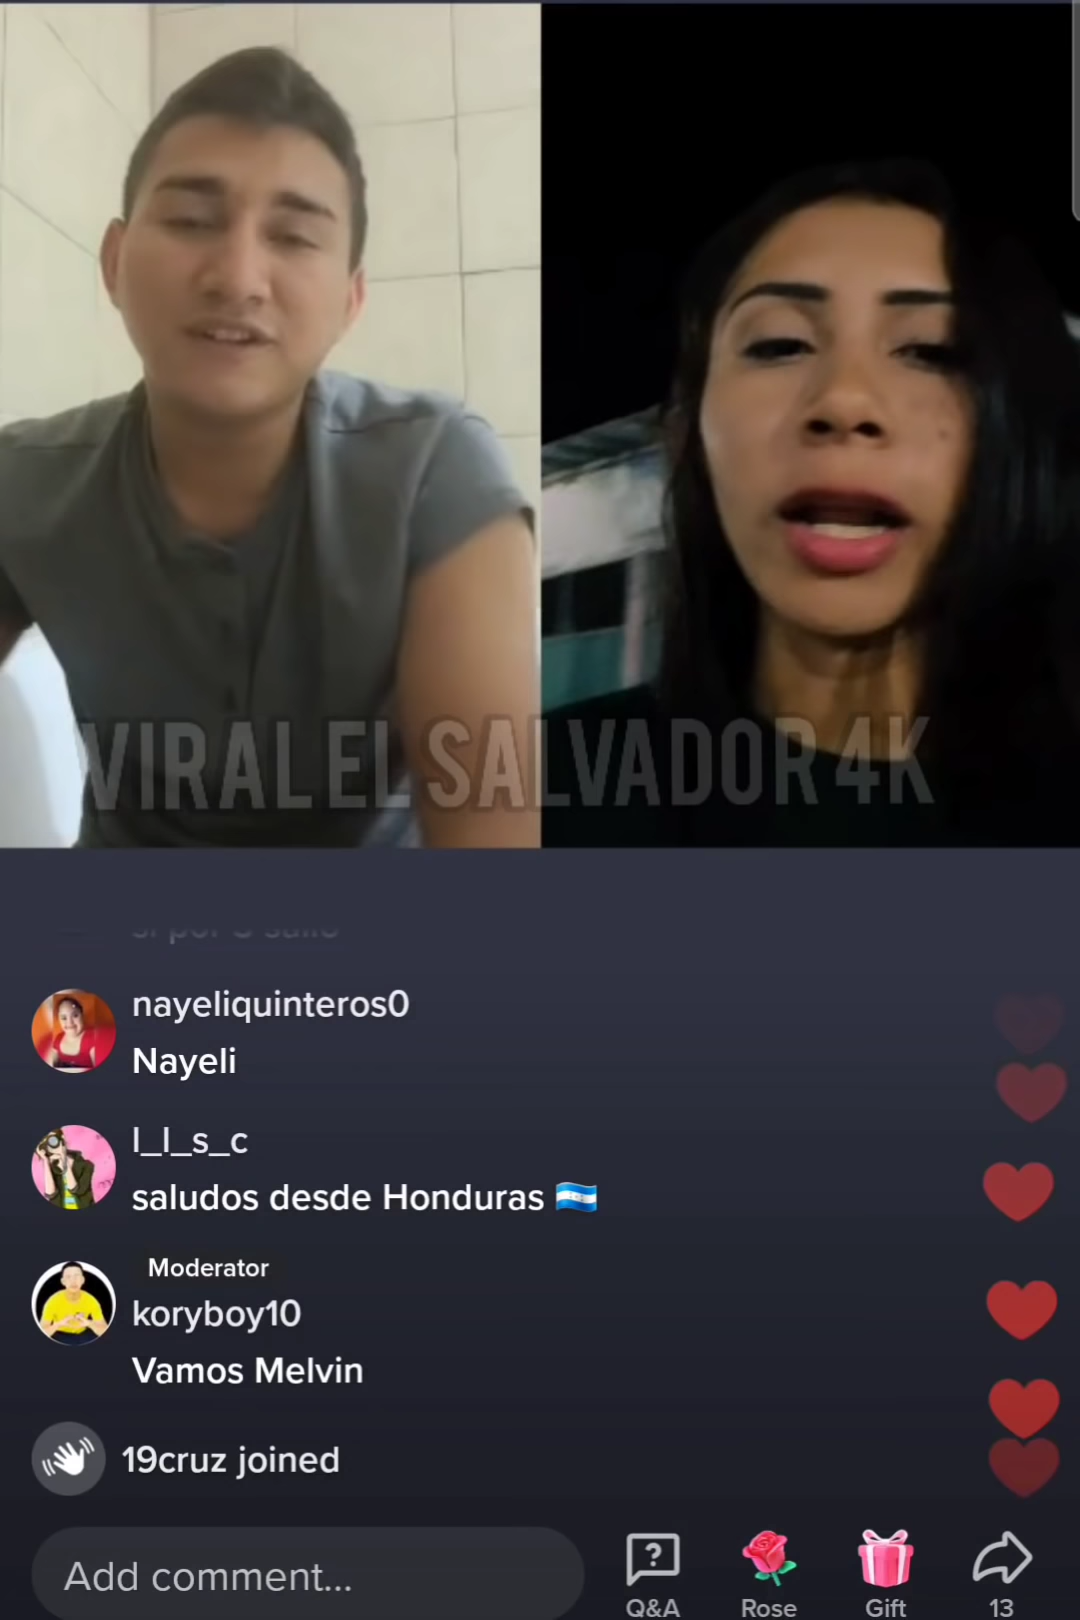 VIRAL EL SALVADOR 4K
nayeliquinteros0
Nayeli
l_l_s_c
saludos desde Honduras 🇭🇳
Moderator
koryboy10
Vamos Melvin
19cruz joined
Add comment...
Q&A
Rose
Gift
13